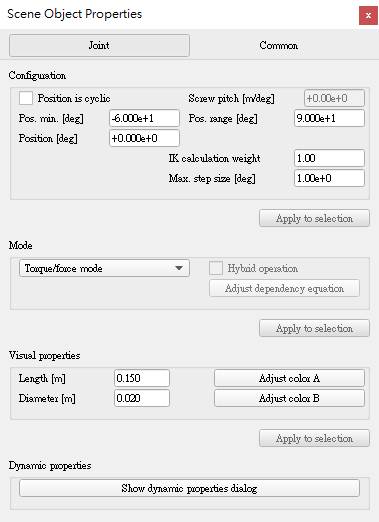 Scene Object Properties
x
Joint
Common
Configuration
Position is cyclic
Screw pitch [m/deg]
+0.00e+0
Pos. min. [deg]
-6.000e+1
Pos. range [deg]
9.000e+1
Position [deg]
+0.000e+0
IK calculation weight
1.00
Max. step size [deg]
1.00e+0
Apply to selection
Mode
Torque/force mode
Hybrid operation
Adjust dependency equation
Apply to selection
Visual properties
Length [m]
0.150
Adjust color A
Diameter [m]
0.020
Adjust color B
Apply to selection
Dynamic properties
Show dynamic properties dialog